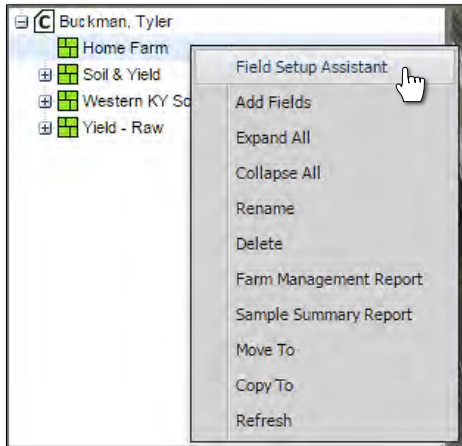 C Buckman, Tyler
Home Farm
Soil & Yield
Western KY So
Yield - Raw
Field Setup Assistant
Add Fields
Expand All
Collapse All
Rename
Delete
Farm Management Report
Sample Summary Report
Move To
Copy To
Refresh